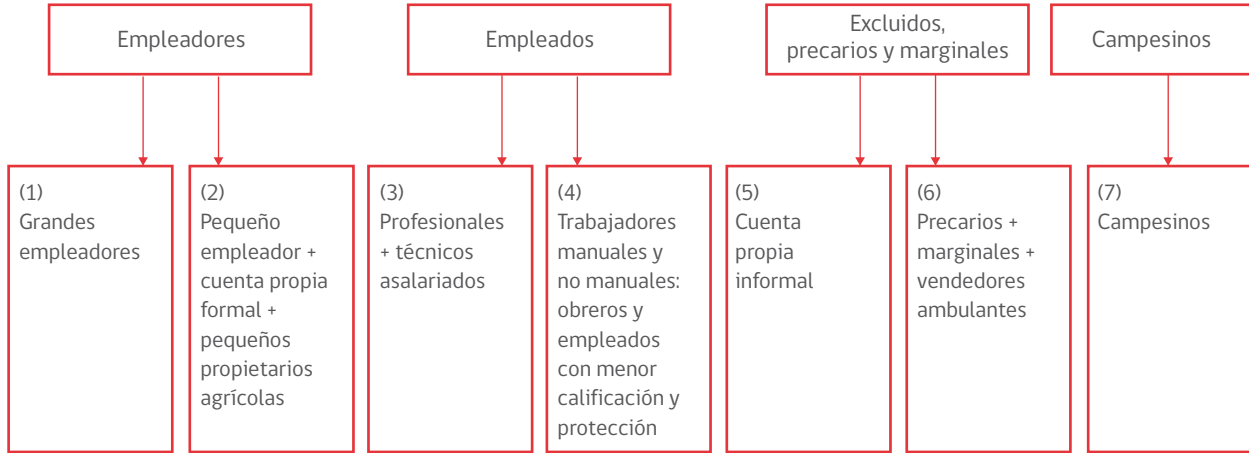 Empleadores
Empleados
Excluidos,
precarios y marginales
Campesinos
(1)
Grandes
empleadores
(2)
Pequeño
empleador +
cuenta propia
formal +
pequeños
propietarios
agrícolas
(3)
Profesionales
+ técnicos
asalariados
(4)
Trabajadores
manuales y
no manuales:
obreros y
empleados
con menor
calificación y
protección
(5)
Cuenta
propia
informal
(6)
Precarios +
marginales +
vendedores
ambulantes
(7)
Campesinos